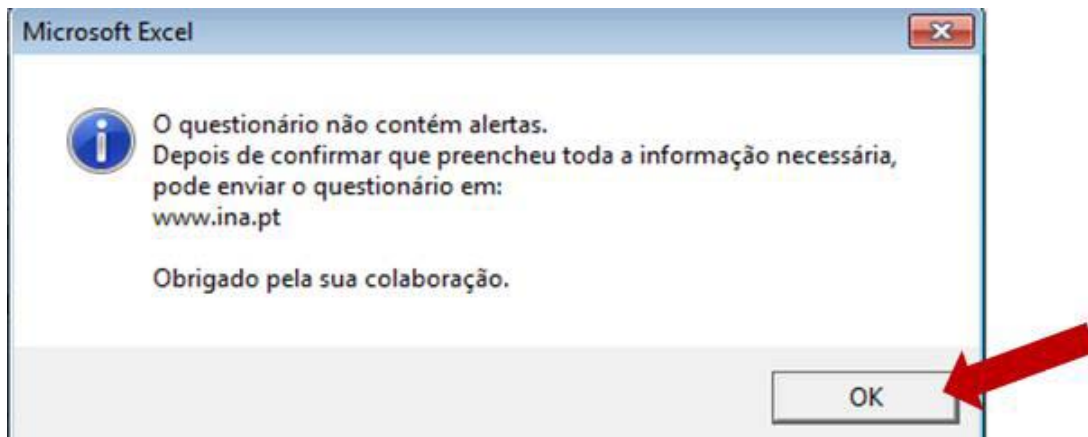 Microsoft Excel
O questionário não contém alertas.
Depois de confirmar que preencheu toda a informação necessária,
pode enviar o questionário em:
www.ina.pt
Obrigado pela sua colaboração.
OK